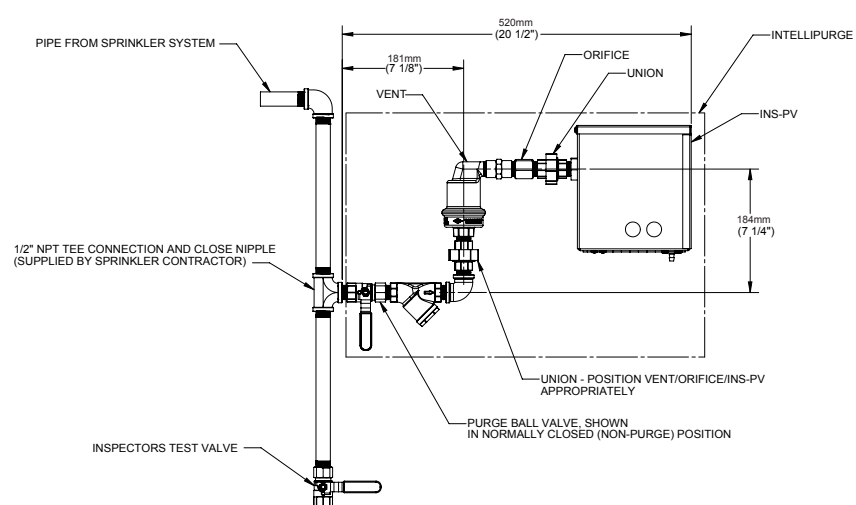 520mm
(20 1/2")
PIPE FROM SPRINKLER SYSTEM
INTELLIPURGE
181mm
(7 1/8")
ORIFICE
UNION
VENT
INS-PV
184mm
(7 1/4")
1/2" NPT TEE CONNECTION AND CLOSE NIPPLE
(SUPPLIED BY SPRINKLER CONTRACTOR)
UNION - POSITION VENT/ORIFICE/INS-PV
APPROPRIATELY
PURGE BALL VALVE, SHOWN
IN NORMALLY CLOSED (NON-PURGE) POSITION
INSPECTORS TEST VALVE